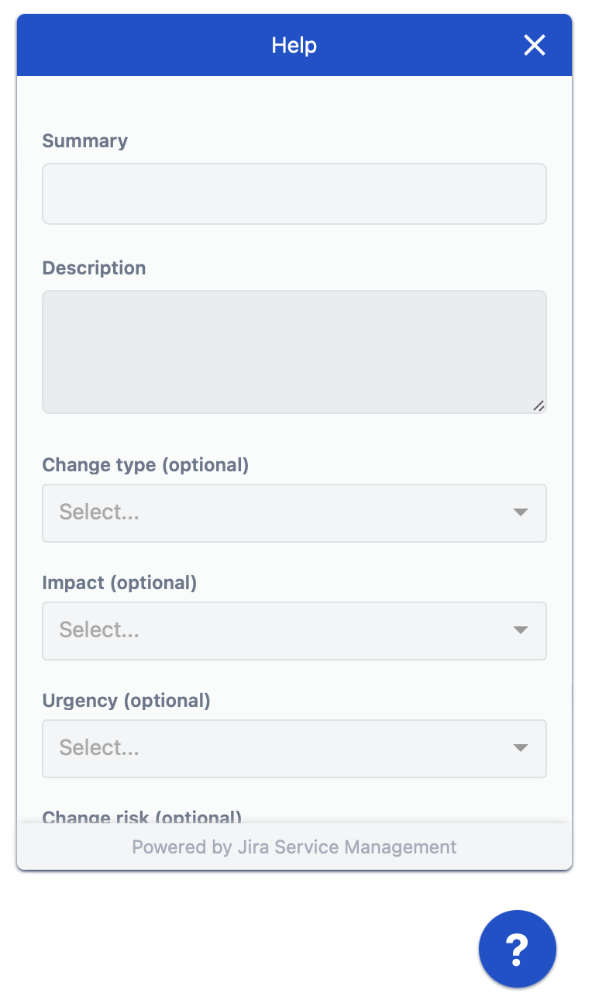 Help
Summary
Description
Change type (optional)
Select...
Impact (optional)
Select...
Urgency (optional)
Select...
Change risk (optional)
Powered by Jira Service Management
?